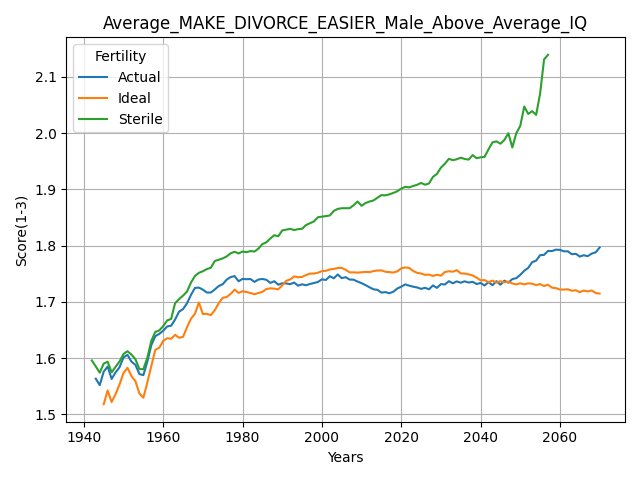 Average_MAKE_DIVORCE_EASIER_Male_Above_Average_IQ
Fertility
Actual
Ideal
Sterile
Score(1-3)
2.1
2.0
1.9
1.8
1.7
1.6
1.5
1940
1960
1980
2000
2020
2040
2060
Years